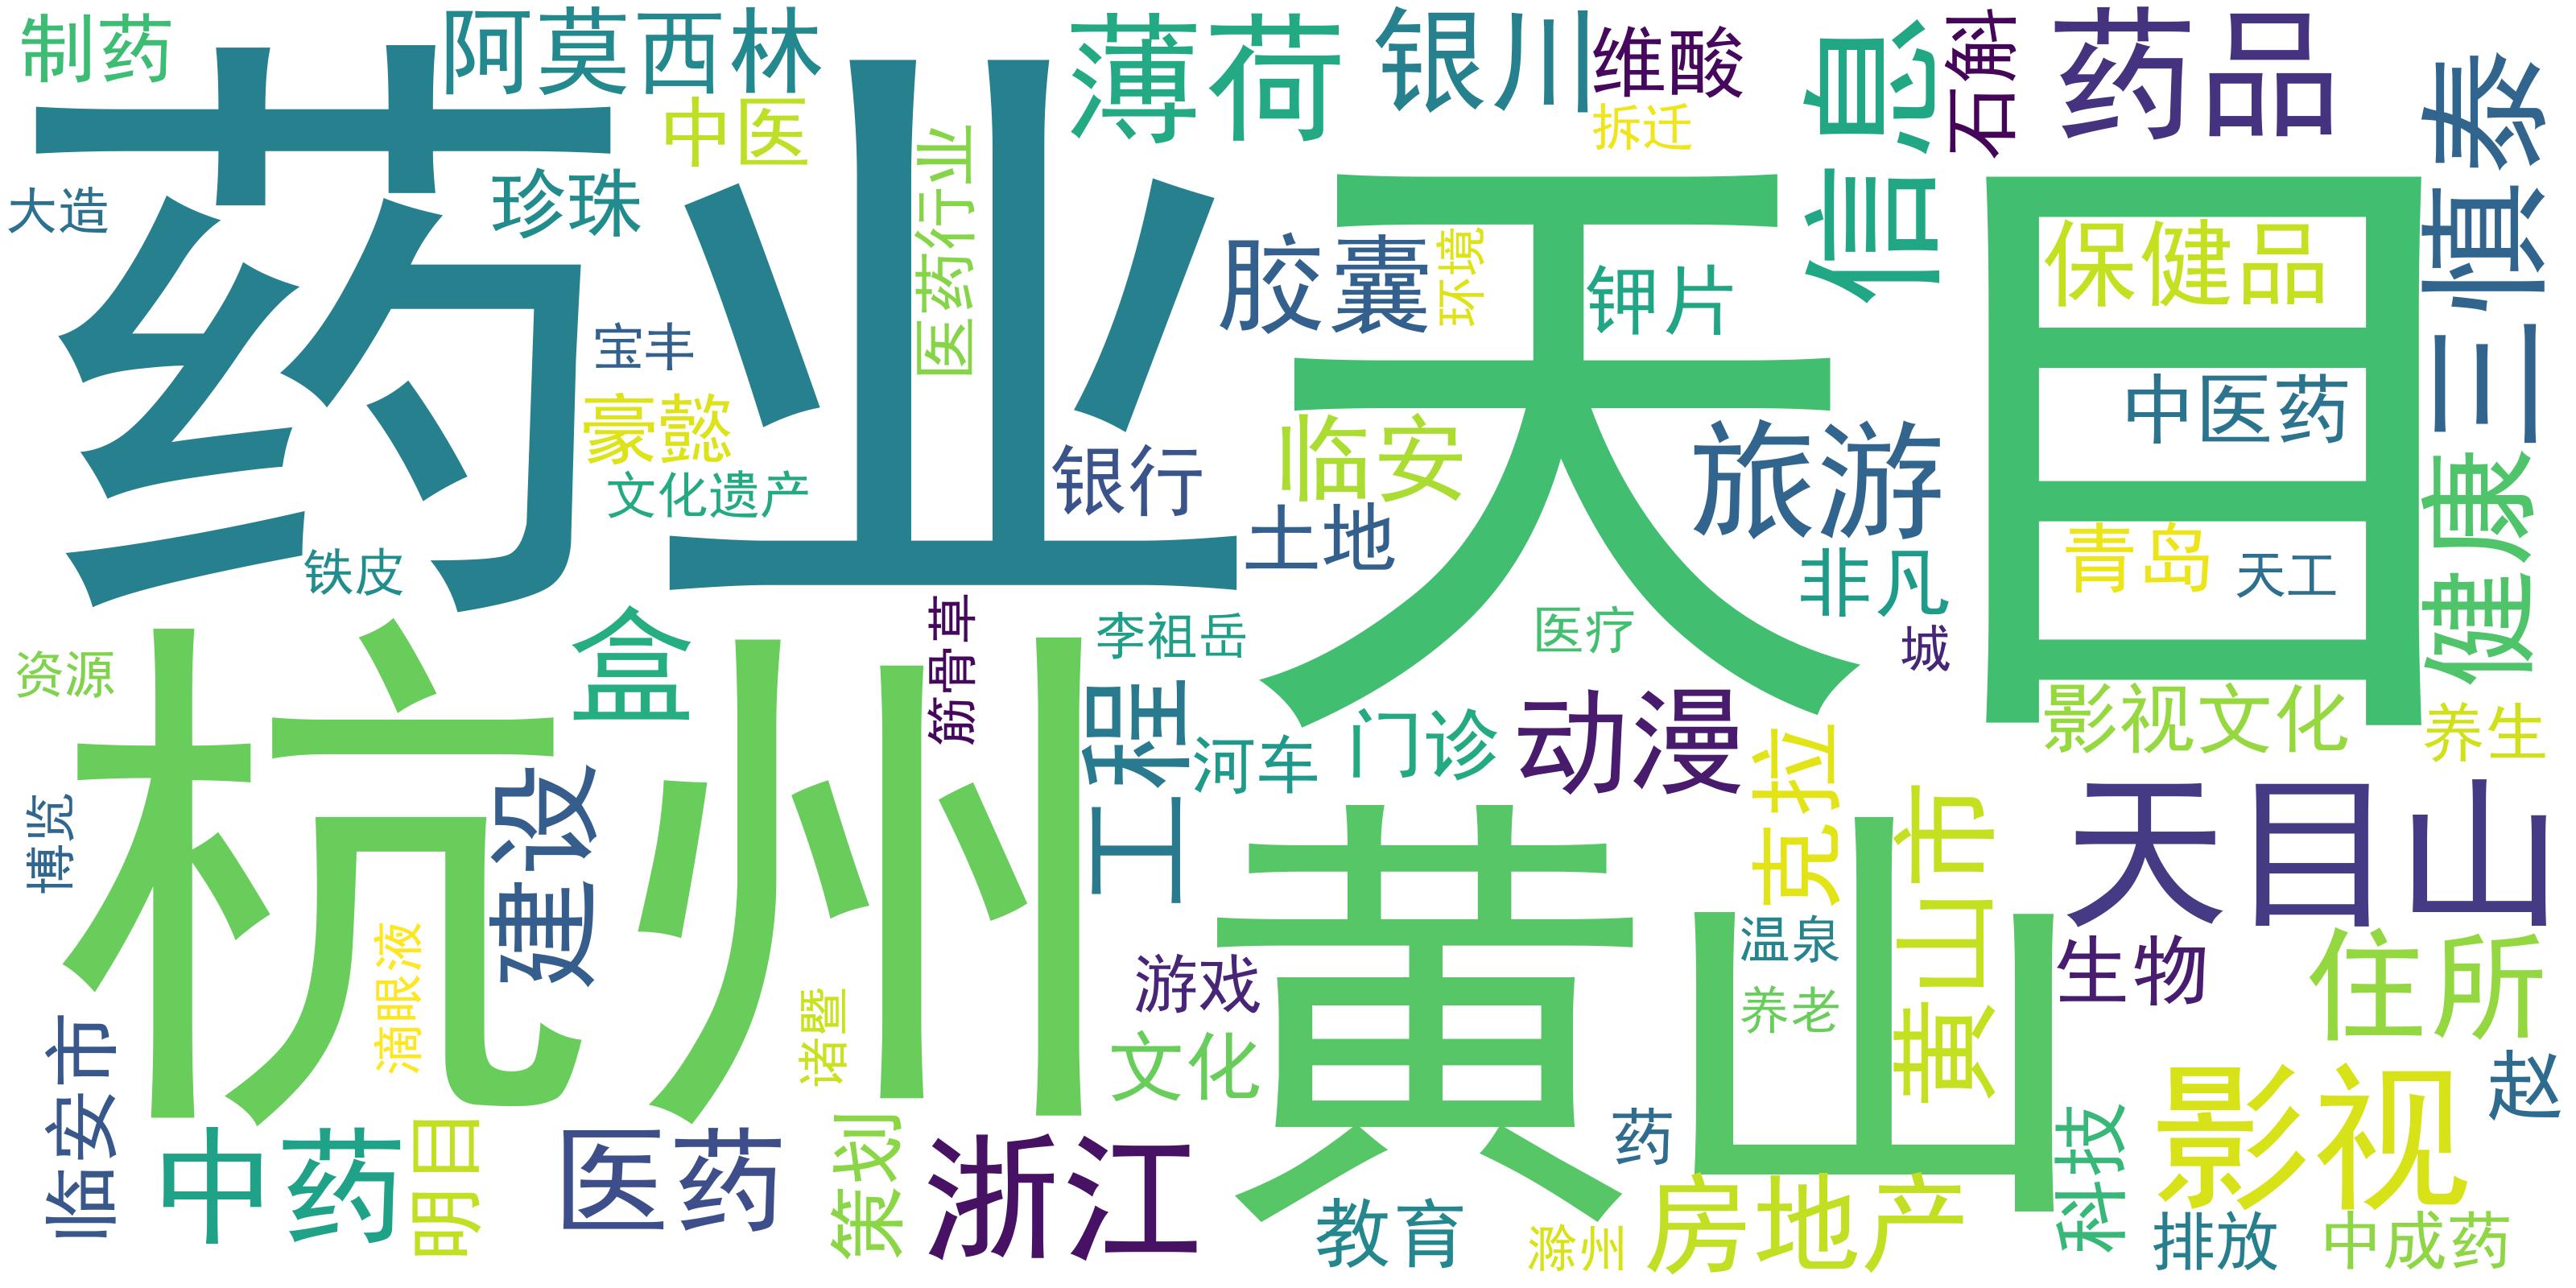 制药
阿莫西林
薄荷
银川
维酸
信息
石斛
药品
三慎泰
药业
中医
拆迁
大造
珍珠
医药行业
天目
胶囊
环境
钾片
保健品
宝丰
豪懿
文化遗产
银行
临安
土地
旅游
中医药
健康
铁皮
非凡
青岛
天工
资源
杭州
盒
筋骨草
李祖岳
医疗
城
工程
河车
门诊
动漫
克拉
影视文化
养生
博览
建设
黄山
黄山市
天目山
滴眼液
诸暨
游戏
温泉
养老
生物
住所
临安市
文化
影视
赵
中药
明目
医药
策划
浙江
教育
滁州
药
房地产
科技
排放
中成药